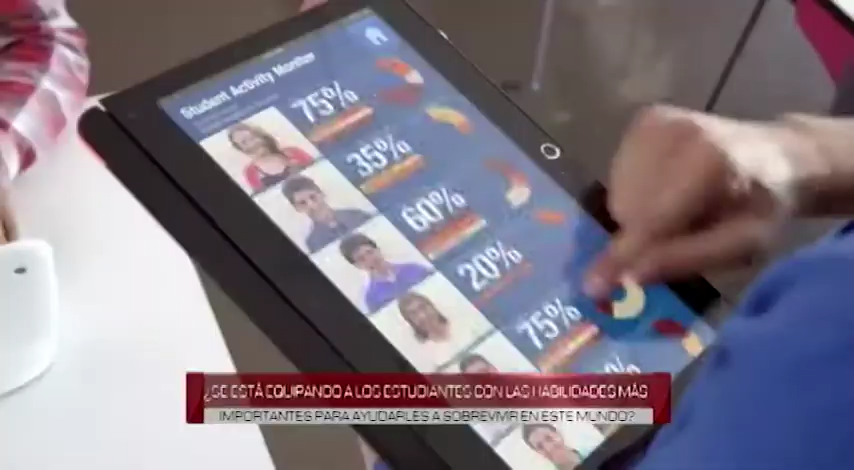 Student Activity Monitor
75%
35%
60%
20%
75%
¿SE ESTÁ EQUIPANDO A LOS ESTUDIANTES CON LAS HABILIDADES MÁS
IMPORTANTES PARA AYUDARLES A SOBREVIVIR EN ESTE MUNDO?